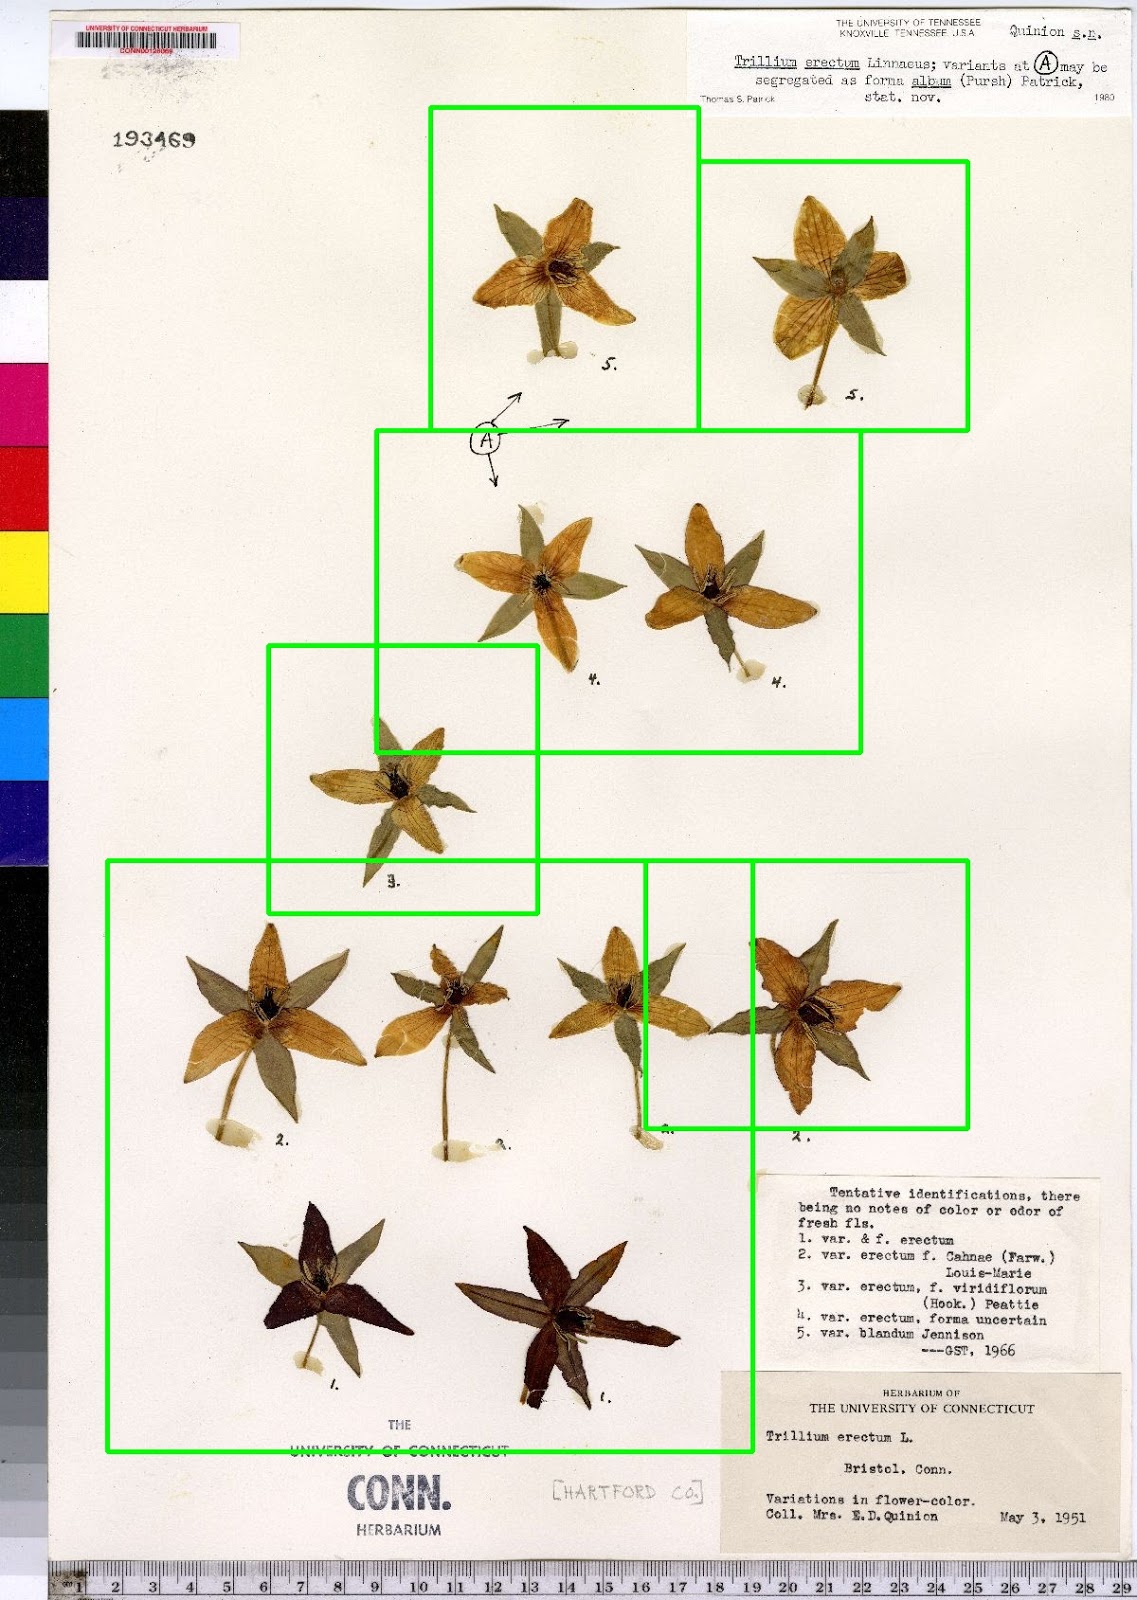 UNIVERSITY OF CONNECTICUT HERBARIUM
THE UNIVERSITY OF TENNESSEE
KNOXVILLE, TENNESSEE, U.S.A.
Quinion s.n.
Trillium erectum Linnaeus; variants at A may be
segregated as forma album (Pursh) Patrick,
stat. nov.
Thomas S. Patrick
1980
193469
5.
5.
A
4.
4.
3.
2.
2.
2.
2.
1.
1.
Tentative identifications, there
being no notes of color or odor of
fresh fls.
1. var. & f. erectum
2. var. erectum f. Cahnae (Farw.)
Louis-Marie
3. var. erectum, f. viridiflorum
(Hook.) Peattie
4. var. erectum, forma uncertain
5. var. blandum Jennison
---GST, 1966
HERBARIUM OF
THE UNIVERSITY OF CONNECTICUT
Trillium erectum L.
Bristol, Conn.
Variations in flower-color.
Coll. Mrs. E.D.Quinion May 3, 1951
THE
UNIVERSITY OF CONNECTICUT
CONN.
HERBARIUM
[HARTFORD CO.]
1 2 3 4 5 6 7 8 9 10 11 12 13 14 15 16 17 18 19 20 21 22 23 24 25 26 27 28 29